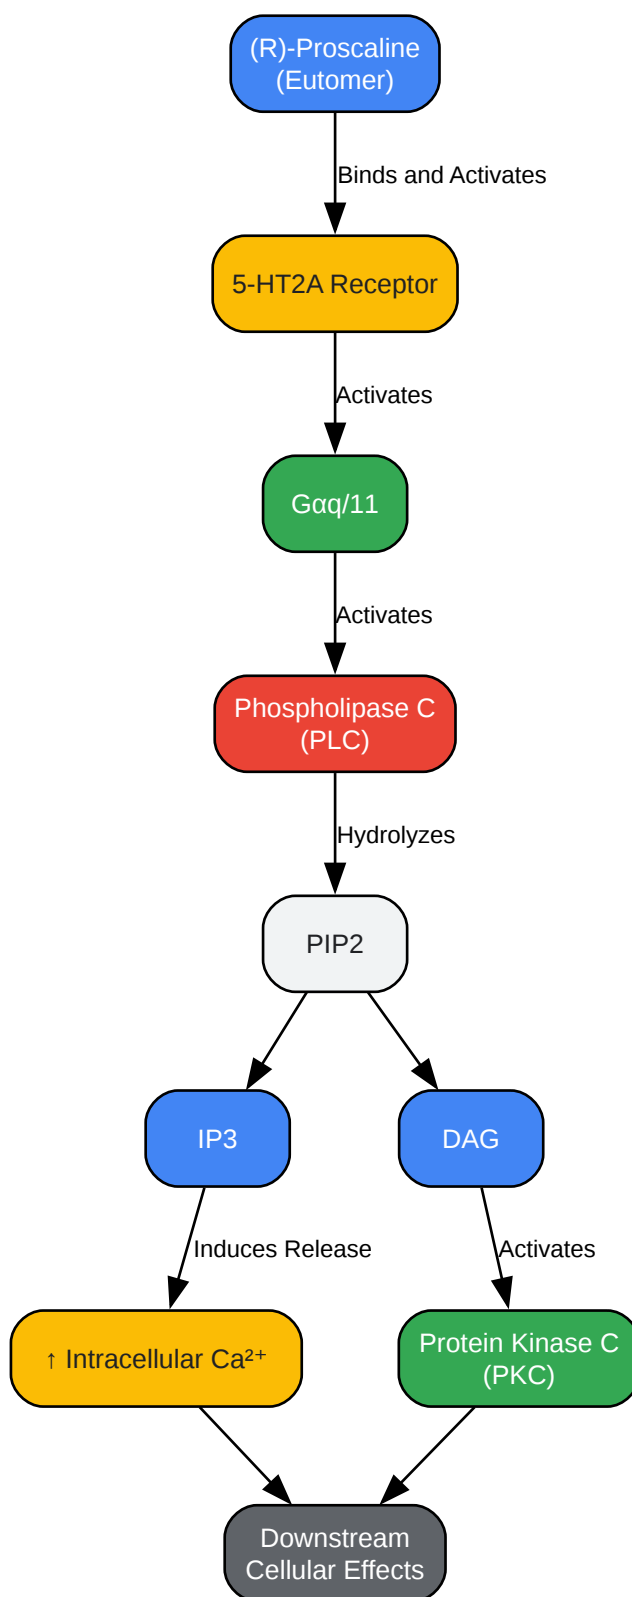 (R)-Proscaline
(Eutomer)
Binds and Activates
5-HT2A Receptor
Activates
Gαq/11
Activates
Phospholipase C
(PLC)
Hydrolyzes
PIP2
IP3
DAG
Induces Release
Activates
↑ Intracellular Ca²⁺
Protein Kinase C
(PKC)
Downstream
Cellular Effects